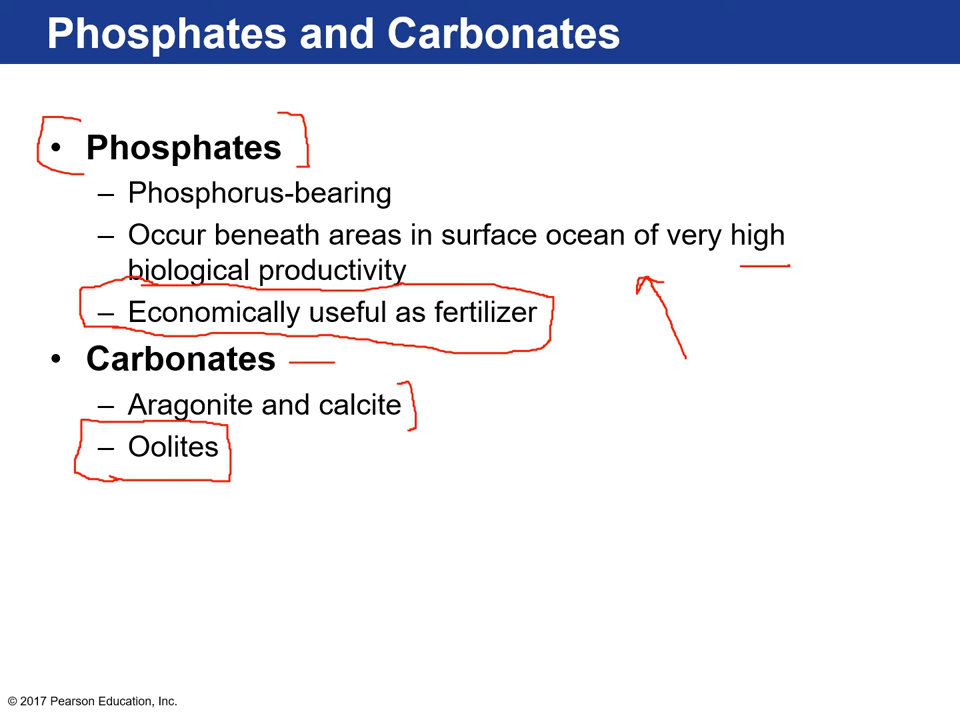 Phosphates and Carbonates
• Phosphates
– Phosphorus-bearing
– Occur beneath areas in surface ocean of very high
biological productivity
– Economically useful as fertilizer
• Carbonates
– Aragonite and calcite
– Oolites
© 2017 Pearson Education, Inc.